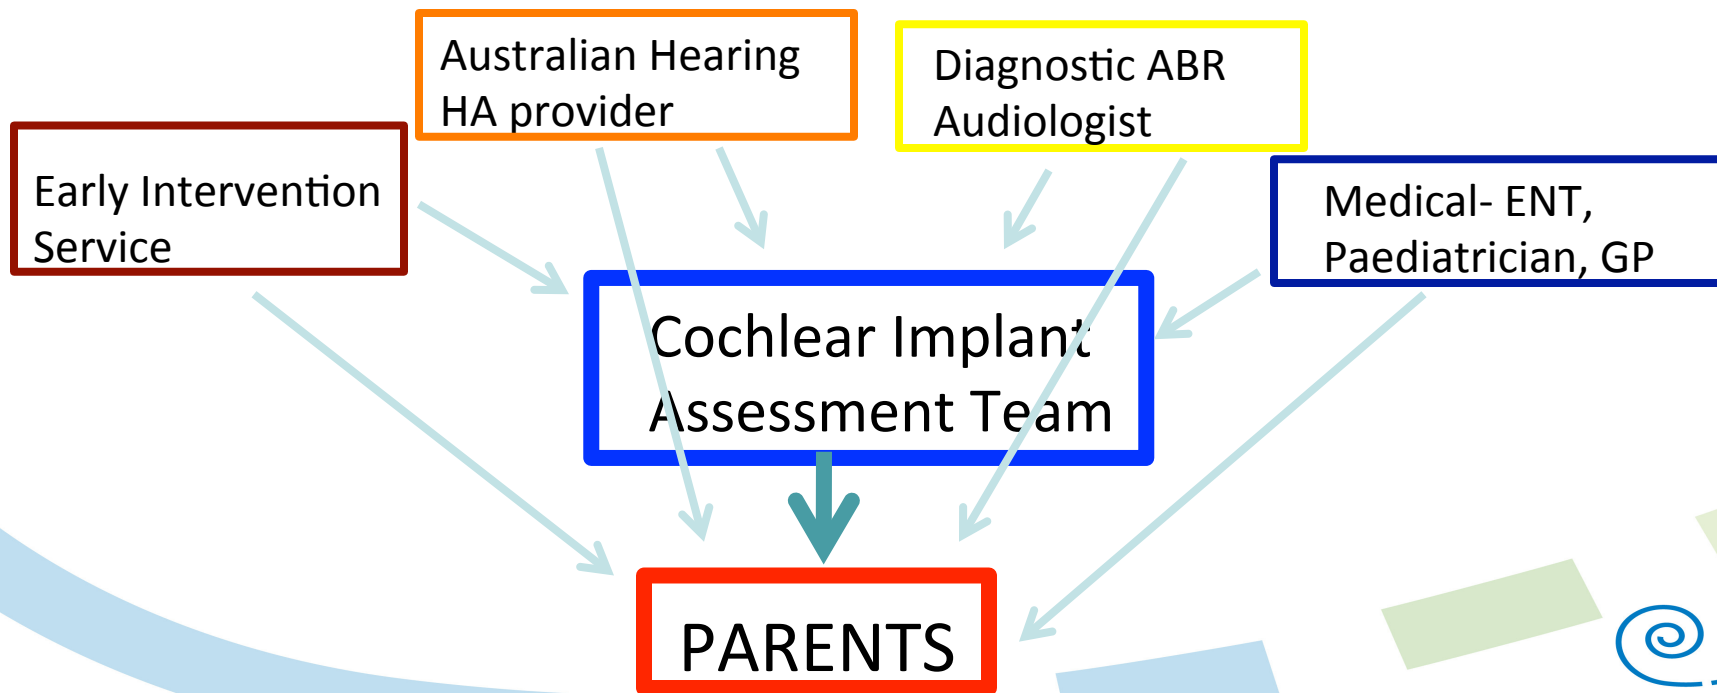 Australian Hearing
HA provider
Diagnostic ABR
Audiologist
Early Intervention
Service
Medical- ENT,
Paediatrician, GP
Cochlear Implant
Assessment Team
PARENTS